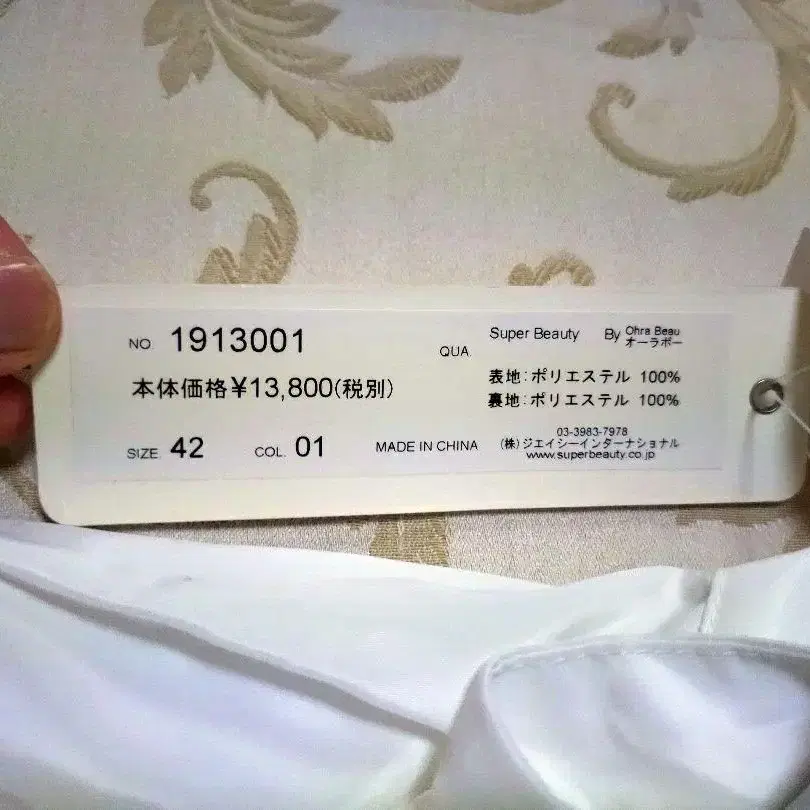 NO. 1913001
本体価格¥13,800(税別)
SIZE 42 COL. 01 MADE IN CHINA
QUA.
Super Beauty By Ohra Beau
オーラボー
表地:ポリエステル 100%
裏地:ポリエステル 100%
03-3983-7978
(株)ジエイシーインターナショナル
www.superbeauty.co.jp